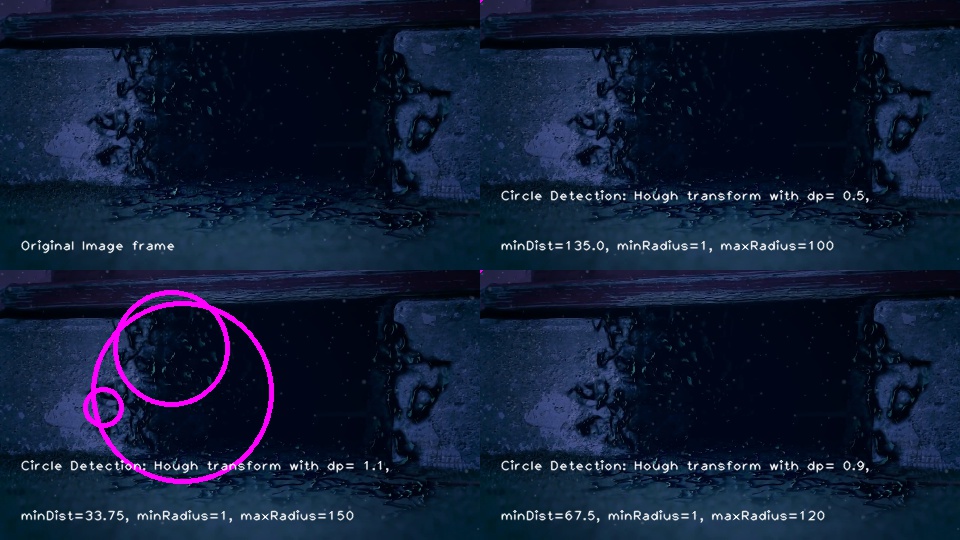 Original Image frame
Circle Detection: Hough transform with dp= 0.5,
minDist=135.0, minRadius=1, maxRadius=100
Circle Detection: Hough transform with dp= 1.1,
minDist=33.75, minRadius=1, maxRadius=150
Circle Detection: Hough transform with dp= 0.9,
minDist=67.5, minRadius=1, maxRadius=120